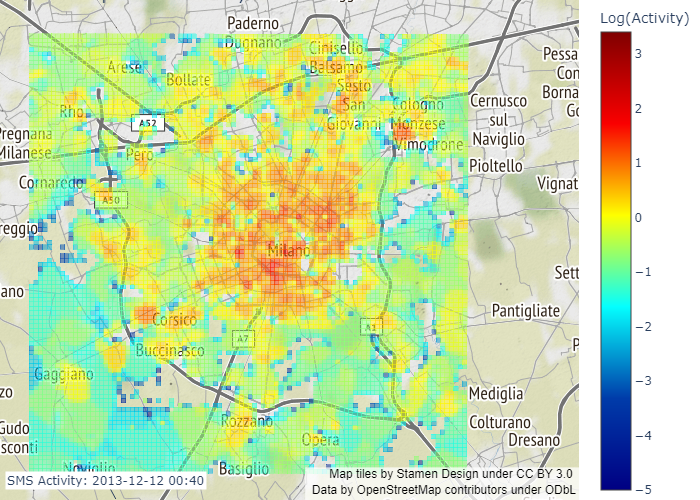 Paderno
Dugnano
Cinisello
Balsamo
Arese
Bollate
Sesto
San
Giovanni
Rho
Cologno
Monzese
Vimodrone
A52
Pero
Pregnana
Milanese
Cornaredo
A50
Cernusco
sul
Naviglio
Pioltello
Pessa
Con
Borna
Go
Vignat
reggio
Milano
ano
Sett
Pantigliate
P
Corsico
A7
A1
Buccinasco
Gaggiano
zo
Gudo
sconti
Rozzano
Opera
Mediglia
Colturano
Dresano
Noviglio
Basiglio
SMS Activity: 2013-12-12 00:40
Map tiles by Stamen Design under CC BY 3.0
Data by OpenStreetMap contributors under ODbL
Log(Activity)
3
2
1
0
−1
−2
−3
−4
−5